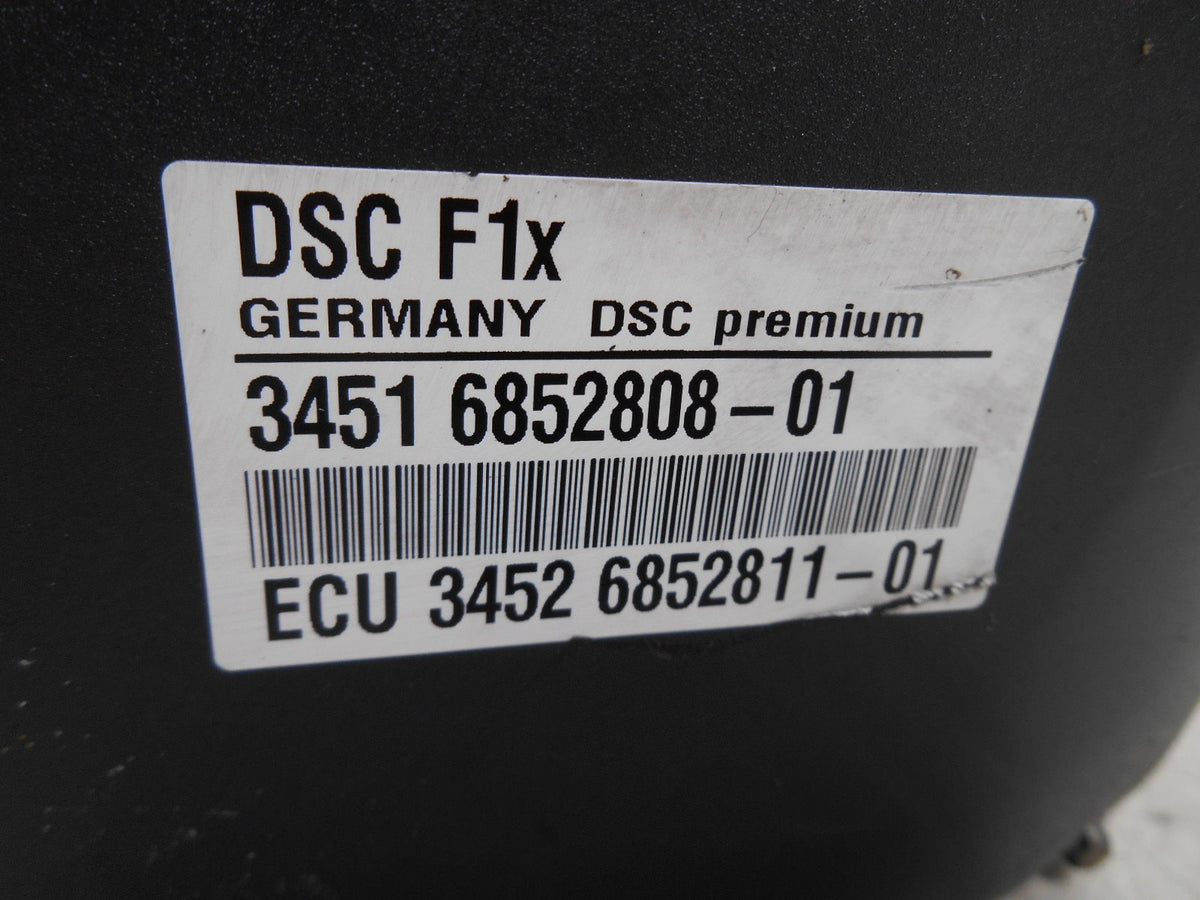 DSC F1x
GERMANY DSC premium
3451 6852808-01
ECU 3452 6852811-01